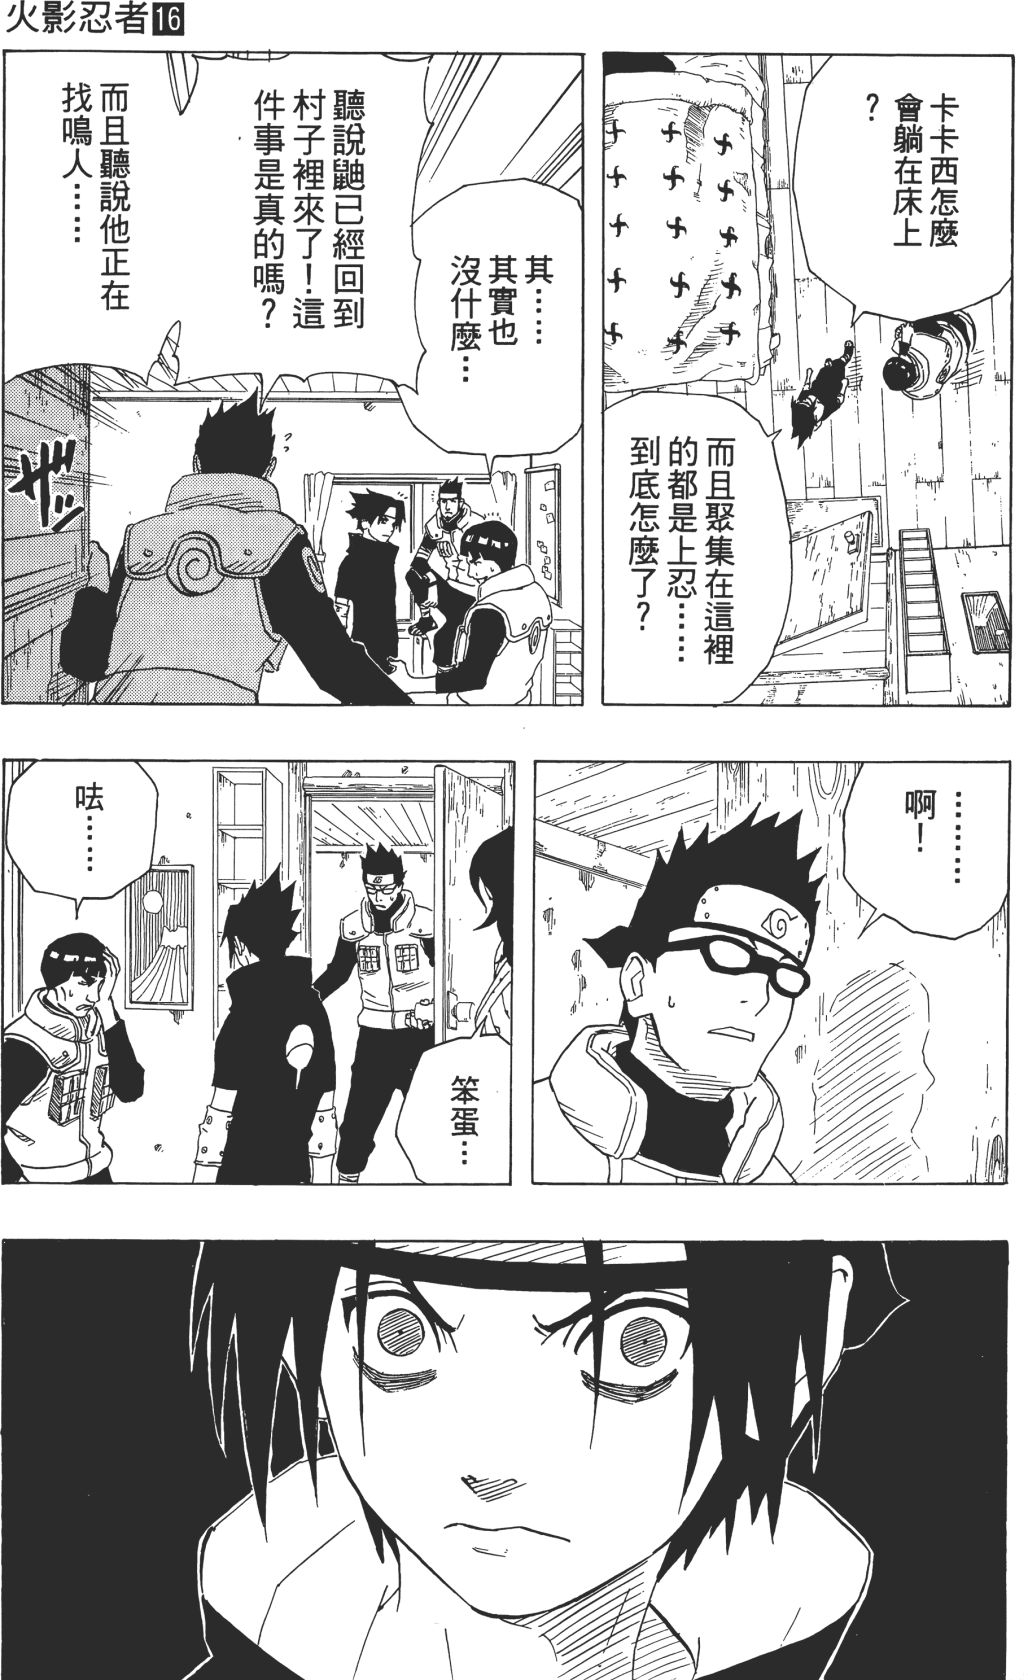 火影忍者16
卡卡西怎麼
會躺在床上
？
而且聚集在這裡
的都是上忍……
到底怎麼了？
其……
其實也
沒什麼…
聽說鼬已經回到
村子裡來了！這
件事是真的嗎？
而且聽說他正在
找鳴人……
ザッ
………
啊！
笨蛋…
呿……